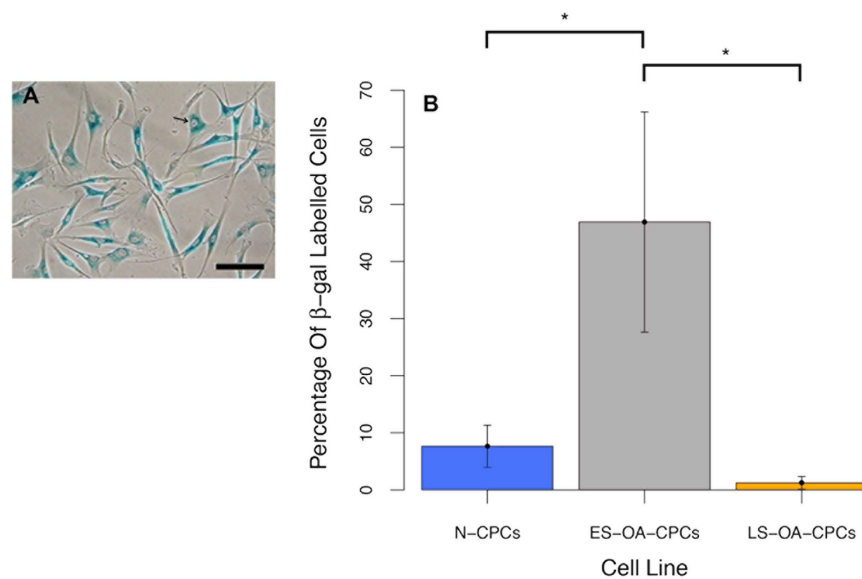 *
*
A
B
Percentage Of β−gal Labelled Cells
70
60
50
40
30
20
10
0
N−CPCs ES−OA−CPCs LS−OA−CPCs
Cell Line